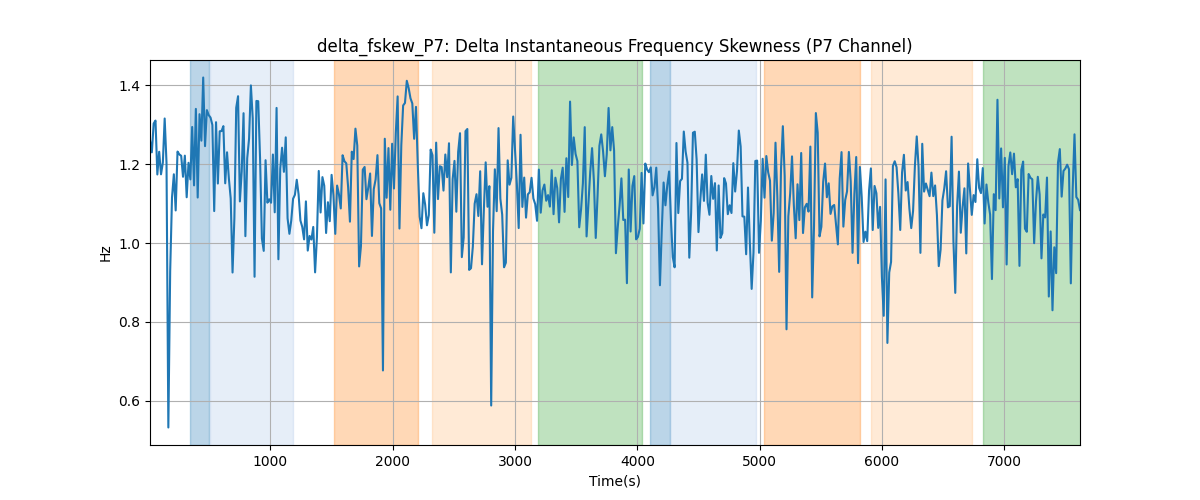 delta_fskew_P7: Delta Instantaneous Frequency Skewness (P7 Channel)
1.4
1.2
1.0
0.8
0.6
Hz
1000 2000 3000 4000 5000 6000 7000
Time(s)